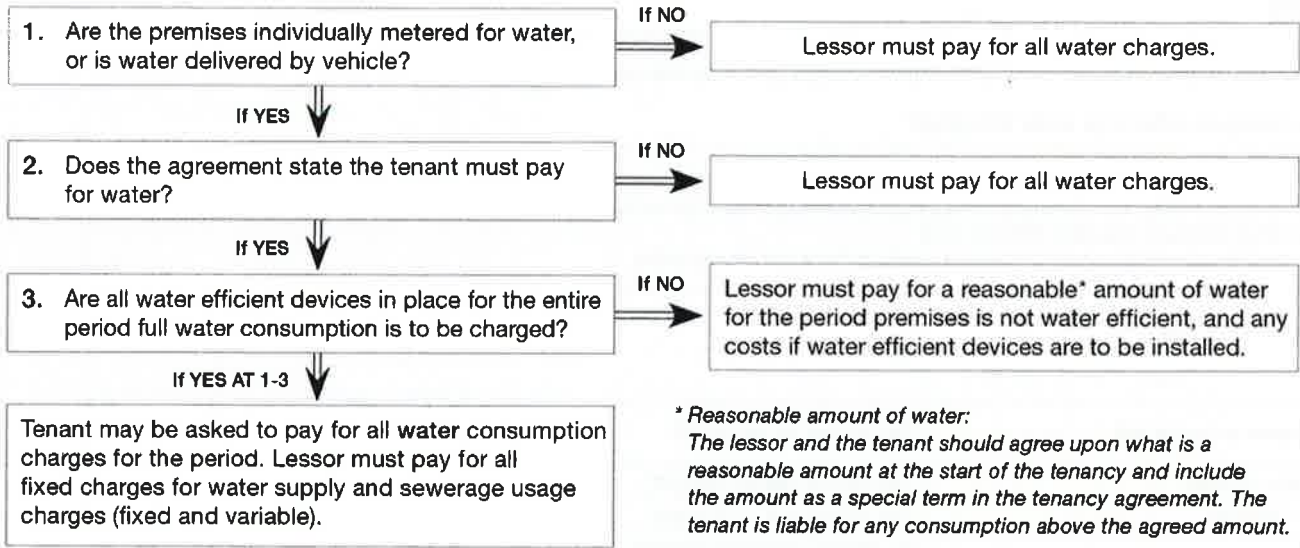 1. Are the premises individually metered for water,
or is water delivered by vehicle?
If NO
Lessor must pay for all water charges.
If YES
2. Does the agreement state the tenant must pay
for water?
If NO
Lessor must pay for all water charges.
If YES
3. Are all water efficient devices in place for the entire
period full water consumption is to be charged?
If NO
Lessor must pay for a reasonable* amount of water
for the period premises is not water efficient, and any
costs if water efficient devices are to be installed.
If YES AT 1-3
Tenant may be asked to pay for all water consumption
charges for the period. Lessor must pay for all
fixed charges for water supply and sewerage usage
charges (fixed and variable).
* Reasonable amount of water:
The lessor and the tenant should agree upon what is a
reasonable amount at the start of the tenancy and include
the amount as a special term in the tenancy agreement. The
tenant is liable for any consumption above the agreed amount.